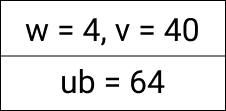 w = 4, v = 40
ub = 64